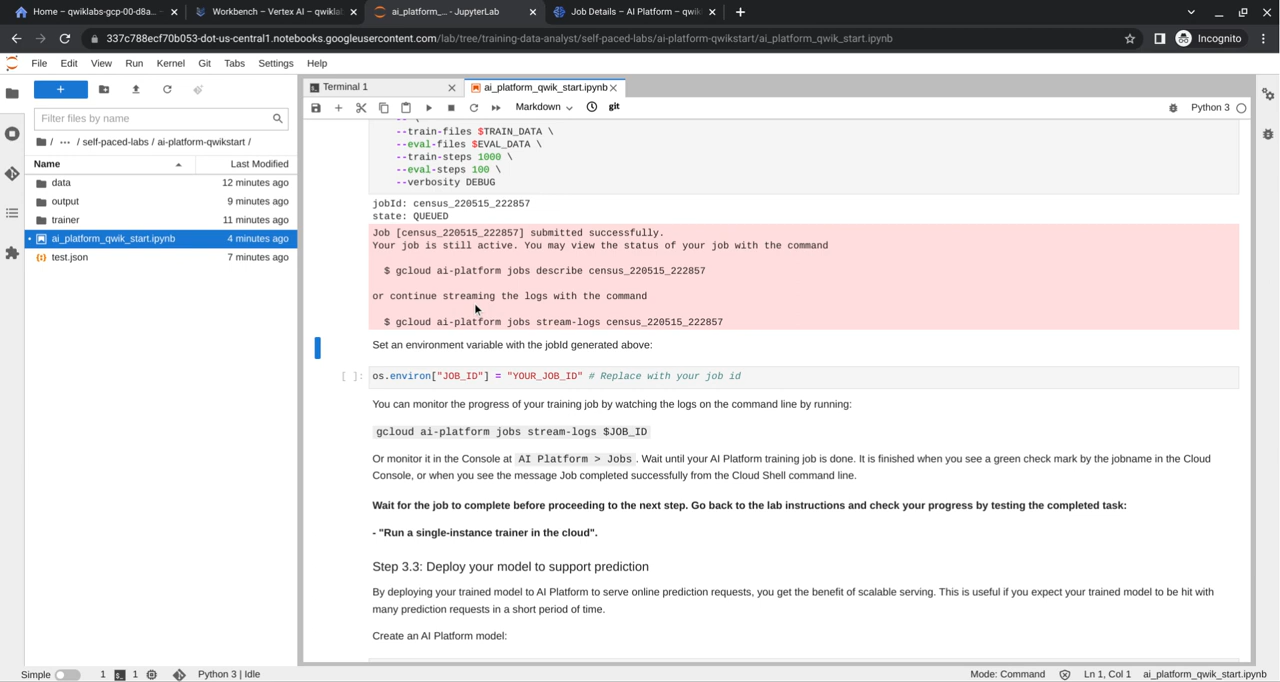 Home – qwiklabs-gcp-00-d8a...
Workbench – Vertex AI – qwikla
ai_platform_... - JupyterLab
Job Details – AI Platform – qwik
337c788ecf70b053-dot-us-central1.notebooks.googleusercontent.com/lab/tree/training-data-analyst/self-paced-labs/ai-platform-qwikstart/ai_platform_qwik_start.ipynb
Incognito
File Edit View Run Kernel Git Tabs Settings Help
Terminal 1
ai_platform_qwik_start.ipynb
Markdown
git
Python 3
Filter files by name
/ ··· / self-paced-labs / ai-platform-qwikstart /
Name Last Modified
data 12 minutes ago
output 9 minutes ago
trainer 11 minutes ago
ai_platform_qwik_start.ipynb 4 minutes ago
test.json 7 minutes ago
-- \
--train-files $TRAIN_DATA \
--eval-files $EVAL_DATA \
--train-steps 1000 \
--eval-steps 100 \
--verbosity DEBUG
jobId: census_220515_222857
state: QUEUED
Job [census_220515_222857] submitted successfully.
Your job is still active. You may view the status of your job with the command
$ gcloud ai-platform jobs describe census_220515_222857
or continue streaming the logs with the command
$ gcloud ai-platform jobs stream-logs census_220515_222857
Set an environment variable with the jobId generated above:
[ ]: os.environ["JOB_ID"] = "YOUR_JOB_ID" # Replace with your job id
You can monitor the progress of your training job by watching the logs on the command line by running:
gcloud ai-platform jobs stream-logs $JOB_ID
Or monitor it in the Console at AI Platform > Jobs . Wait until your AI Platform training job is done. It is finished when you see a green check mark by the jobname in the Cloud
Console, or when you see the message Job completed successfully from the Cloud Shell command line.
Wait for the job to complete before proceeding to the next step. Go back to the lab instructions and check your progress by testing the completed task:
- "Run a single-instance trainer in the cloud".
Step 3.3: Deploy your model to support prediction
By deploying your trained model to AI Platform to serve online prediction requests, you get the benefit of scalable serving. This is useful if you expect your trained model to be hit with
many prediction requests in a short period of time.
Create an AI Platform model:
Simple 1 1 Python 3 | Idle
Mode: Command Ln 1, Col 1 ai_platform_qwik_start.ipynb